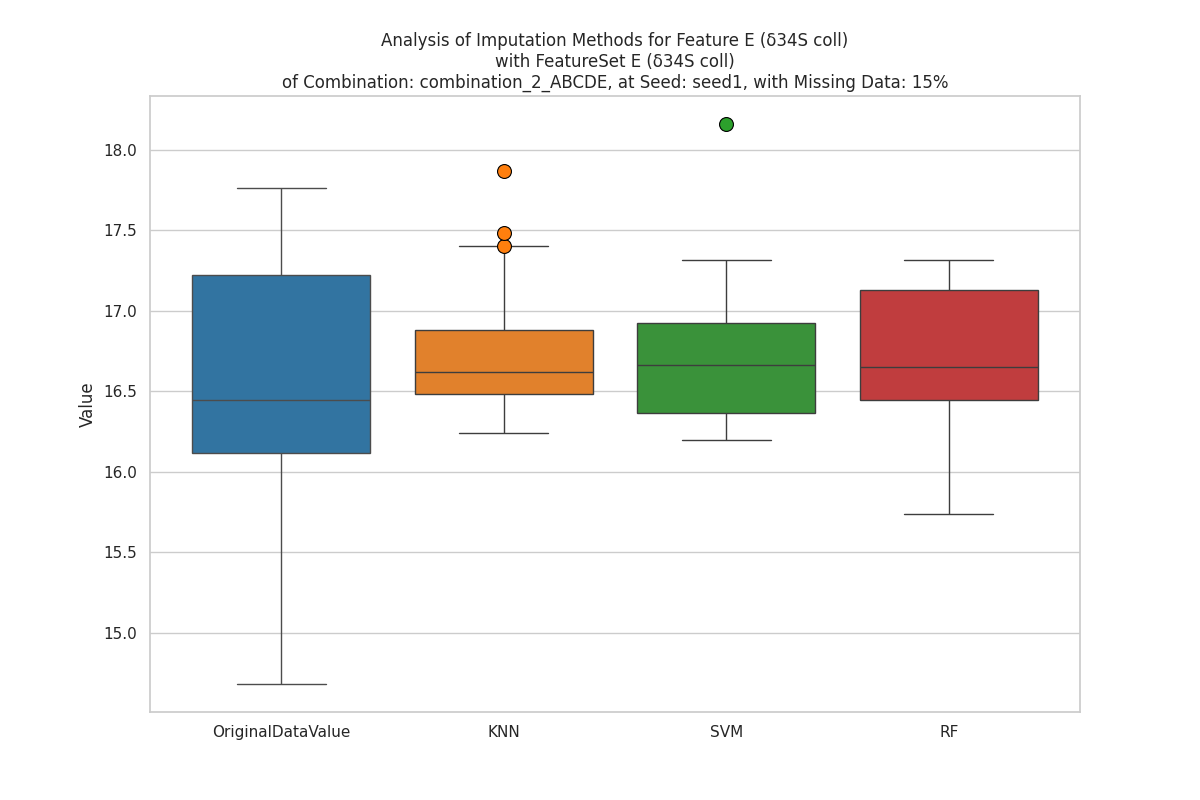 Analysis of Imputation Methods for Feature E (δ34S coll)
with FeatureSet E (δ34S coll)
of Combination: combination_2_ABCDE, at Seed: seed1, with Missing Data: 15%
18.0
17.5
17.0
16.5
16.0
15.5
15.0
Value
OriginalDataValue
KNN
SVM
RF